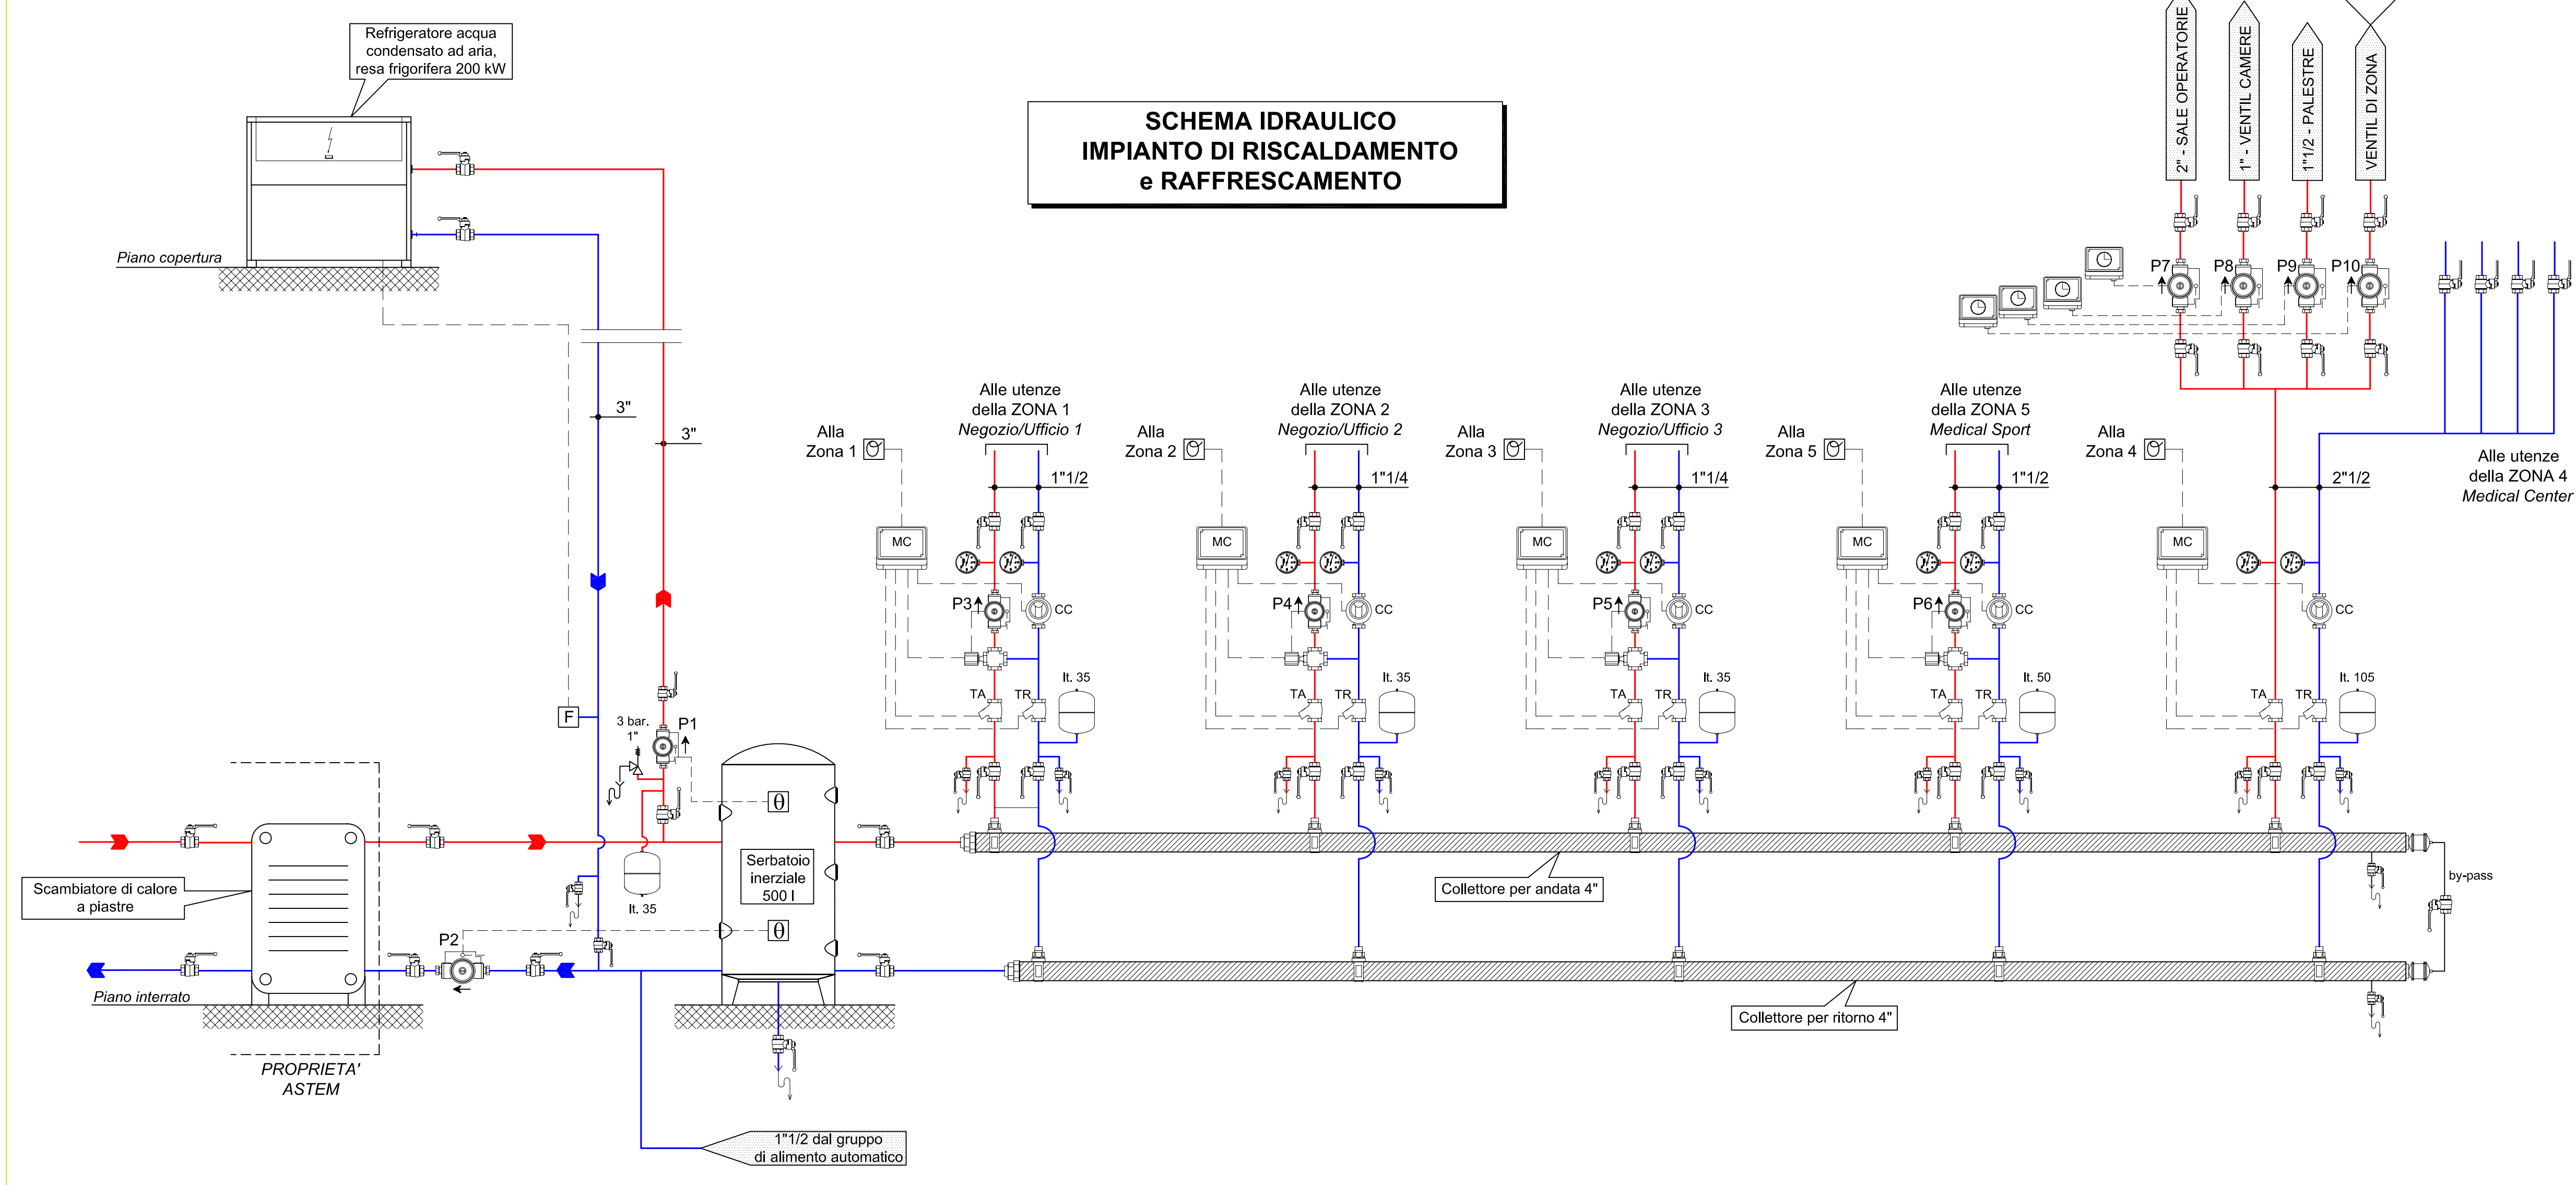 Refrigeratore acqua
condensato ad aria,
resa frigorifera 200 kW
SCHEMA IDRAULICO
IMPIANTO DI RISCALDAMENTO
e RAFFRESCAMENTO
2" - SALE OPERATORIE
1" - VENTIL CAMERE
1"1/2 - PALESTRE
VENTIL DI ZONA
Piano copertura
P7
P8
P9
P10
3"
3"
Alla
Zona 1
Alle utenze
della ZONA 1
Negozio/Ufficio 1
1"1/2
MC
P3
CC
TA
TR
lt. 35
Alla
Zona 2
Alle utenze
della ZONA 2
Negozio/Ufficio 2
1"1/4
MC
P4
CC
TA
TR
lt. 35
Alla
Zona 3
Alle utenze
della ZONA 3
Negozio/Ufficio 3
1"1/4
MC
P5
CC
TA
TR
lt. 35
Alla
Zona 5
Alle utenze
della ZONA 5
Medical Sport
1"1/2
MC
P6
CC
TA
TR
lt. 50
Alla
Zona 4
2"1/2
MC
CC
TA
TR
lt. 105
Alle utenze
della ZONA 4
Medical Center
F
3 bar.
1"
P1
θ
θ
Serbatoio
inerziale
500 l
lt. 35
P2
Scambiatore di calore
a piastre
Piano interrato
PROPRIETA'
ASTEM
Collettore per andata 4"
by-pass
Collettore per ritorno 4"
1"1/2 dal gruppo
di alimento automatico